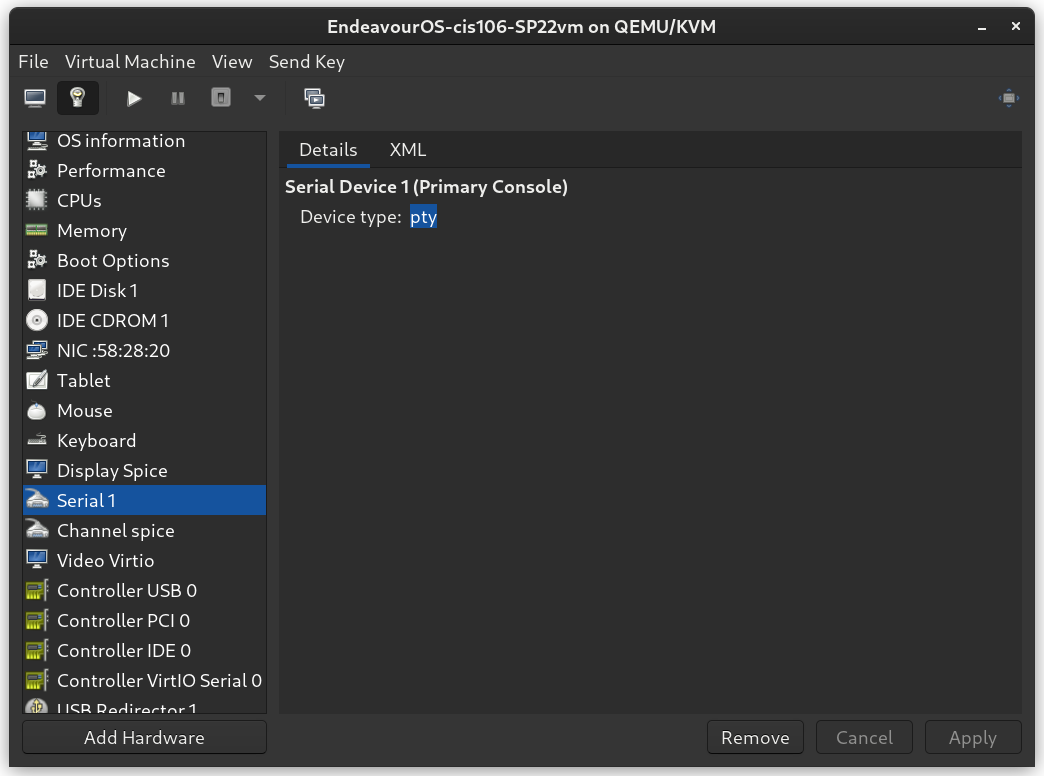 EndeavourOS-cis106-SP22vm on QEMU/KVM
File Virtual Machine View Send Key
OS information
Performance
CPUs
Memory
Boot Options
IDE Disk 1
IDE CDROM 1
NIC :58:28:20
Tablet
Mouse
Keyboard
Display Spice
Serial 1
Channel spice
Video Virtio
Controller USB 0
Controller PCI 0
Controller IDE 0
Controller VirtIO Serial 0
USB Redirector 1
Add Hardware
Details XML
Serial Device 1 (Primary Console)
Device type: pty
Remove Cancel Apply